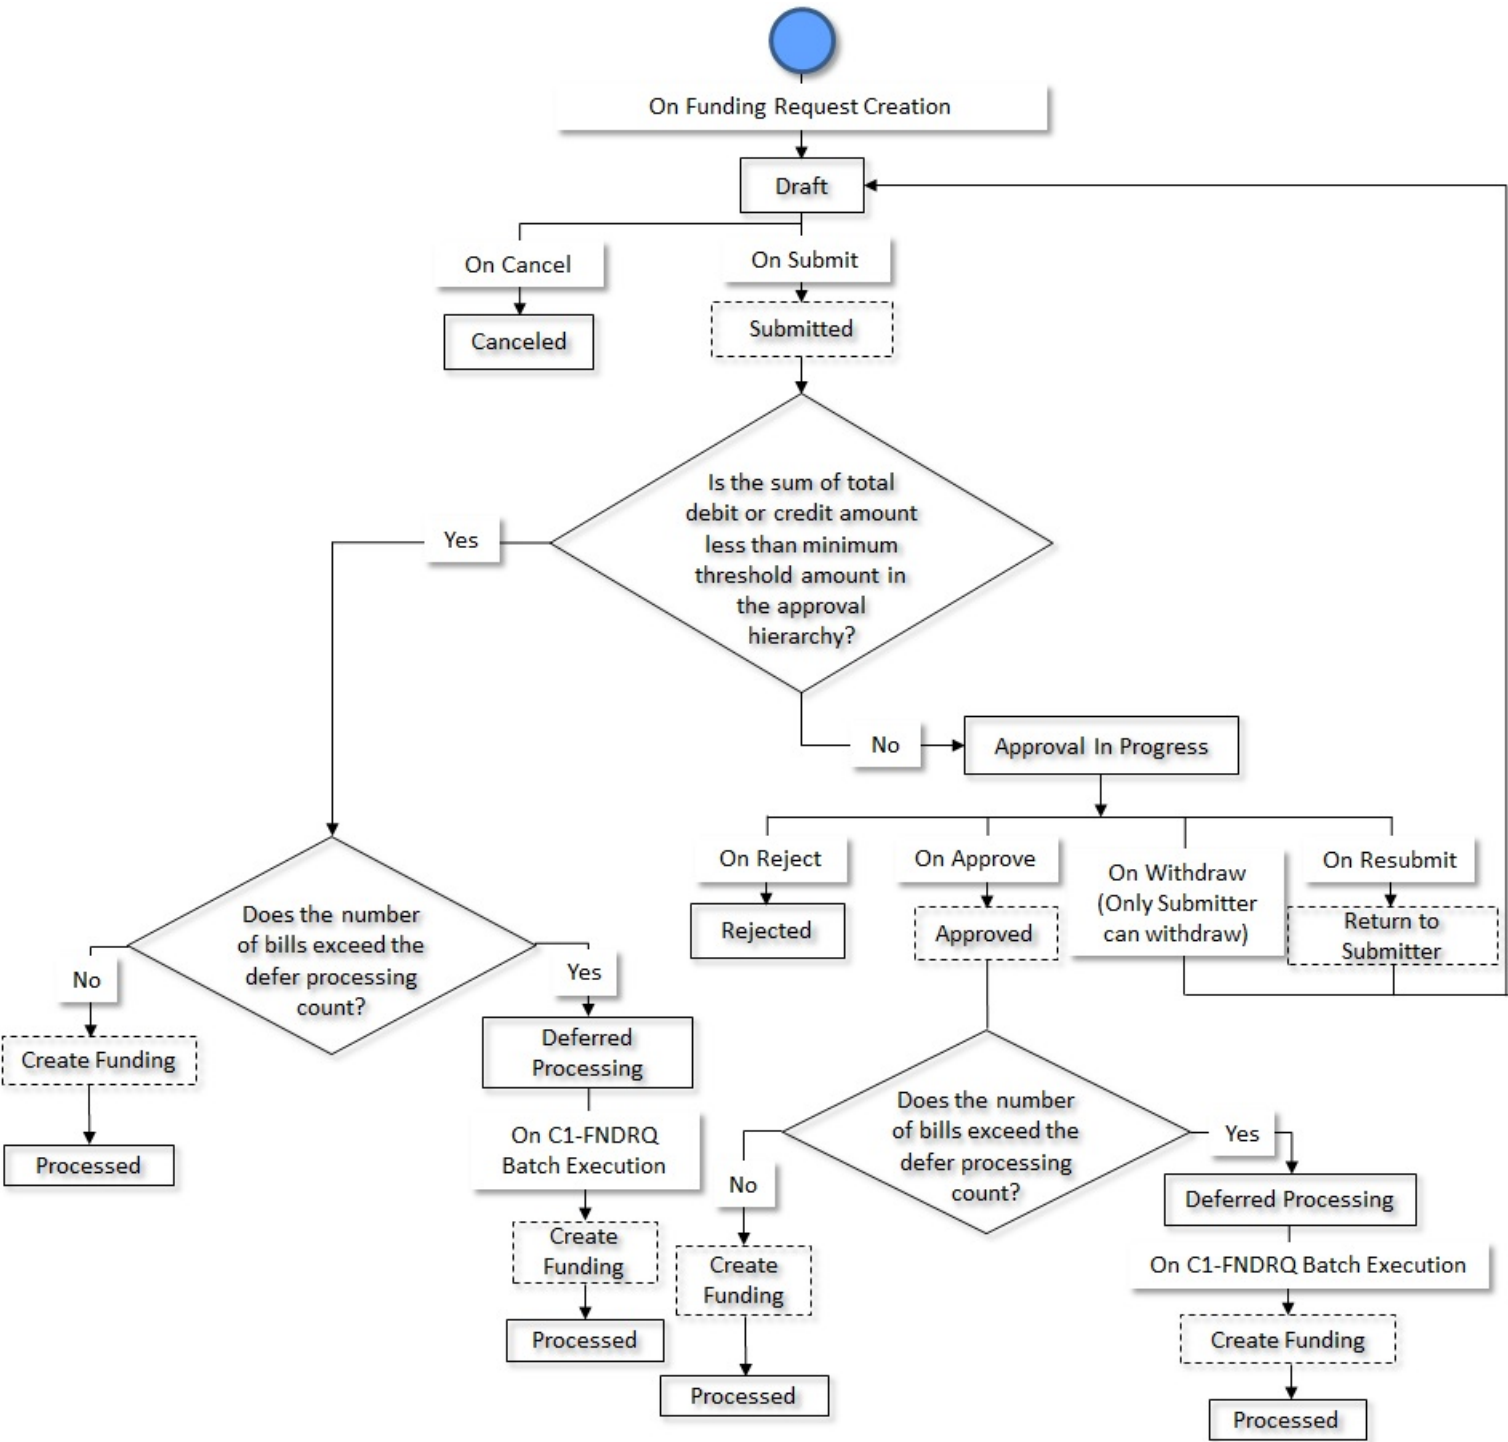 On Funding Request Creation
Draft
On Cancel
On Submit
Canceled
Submitted
Is the sum of total
debit or credit amount
less than minimum
threshold amount in
the approval
hierarchy?
Yes
No
Approval In Progress
On Reject
On Approve
On Withdraw
(Only Submitter
can withdraw)
On Resubmit
Rejected
Approved
Return to
Submitter
Does the number
of bills exceed the
defer processing
count?
No
Yes
Create Funding
Processed
Deferred
Processing
On C1-FNDRQ
Batch Execution
Create
Funding
Processed
Does the number
of bills exceed the
defer processing
count?
No
Yes
Create
Funding
Processed
Deferred Processing
On C1-FNDRQ Batch Execution
Create Funding
Processed